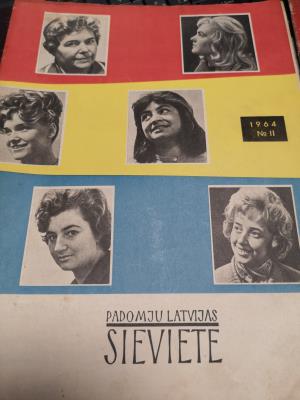 1964
№ 11
PADOMJU LATVIJAS
SIEVIETE